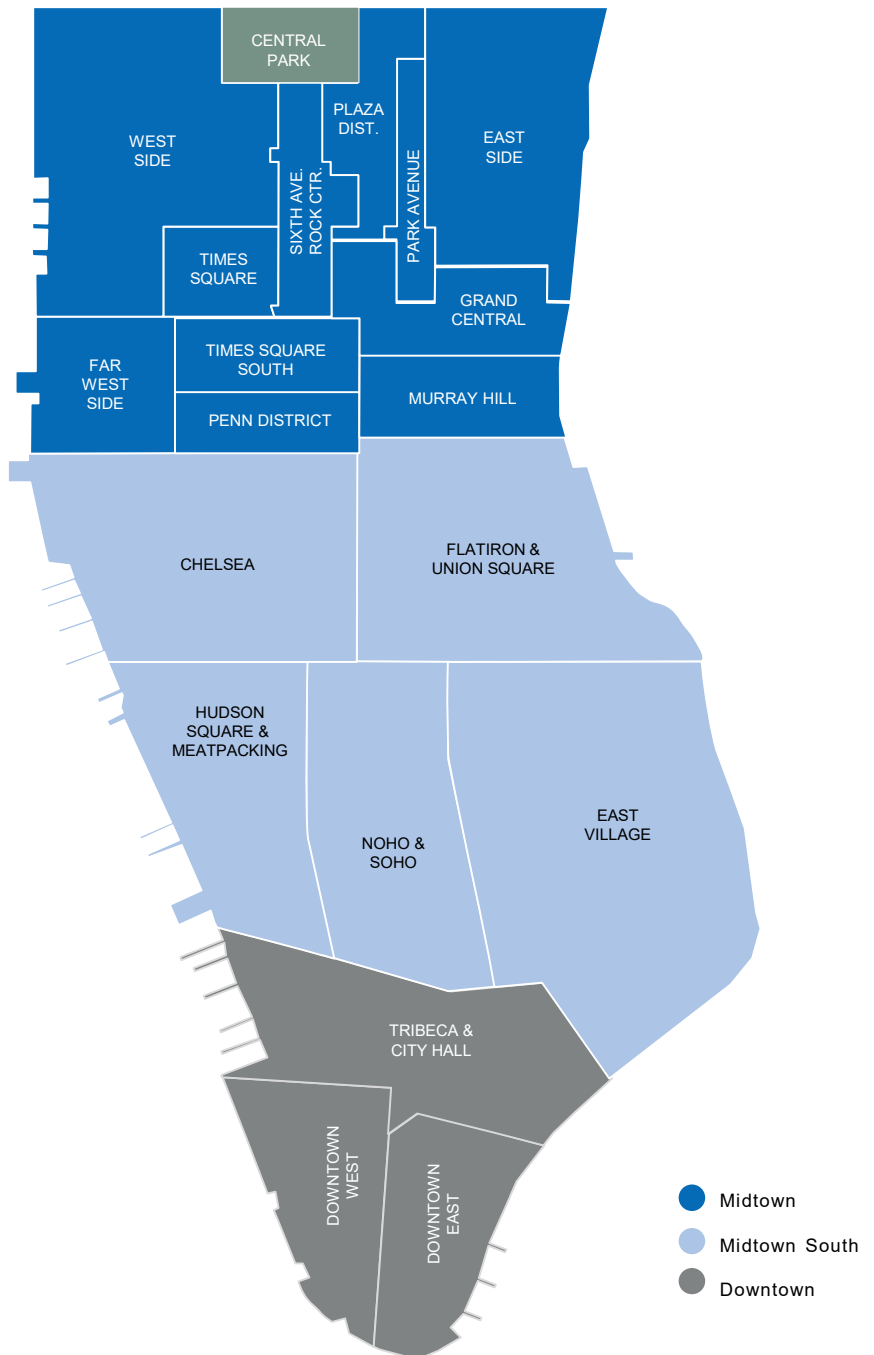 CENTRAL
PARK
WEST
SIDE
PLAZA
DIST.
EAST
SIDE
SIXTH AVE.
ROCK CTR.
PARK AVENUE
TIMES
SQUARE
GRAND
CENTRAL
FAR
WEST
SIDE
TIMES SQUARE
SOUTH
MURRAY HILL
PENN DISTRICT
CHELSEA
FLATIRON &
UNION SQUARE
HUDSON
SQUARE &
MEATPACKING
NOHO &
SOHO
EAST
VILLAGE
TRIBECA &
CITY HALL
DOWNTOWN
WEST
DOWNTOWN
EAST
Midtown
Midtown South
Downtown